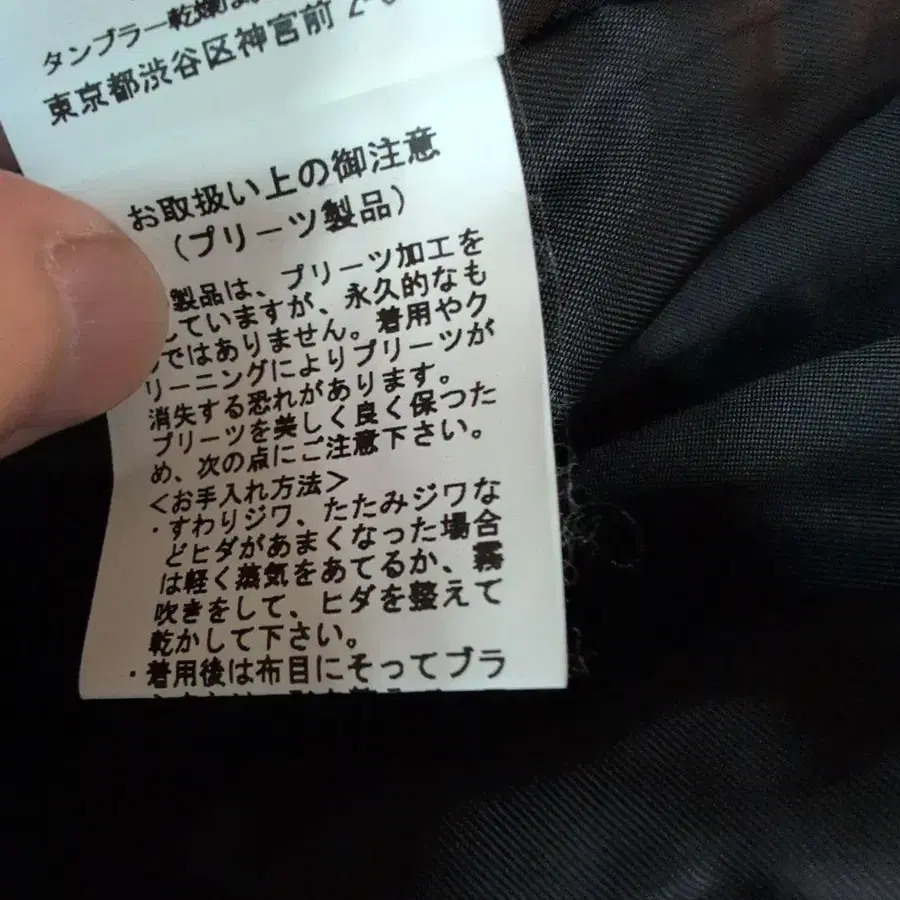 タンブラー乾燥
東京都渋谷区神宮前 2-
お取扱い上の御注意
(プリーツ製品)
製品は、プリーツ加工を
していますが、永久的なも
ではありません。着用やク
リーニングによりプリーツが
消失する恐れがあります。
プリーツを美しく良く保つた
め、次の点にご注意下さい。
<お手入れ方法>
・すわりジワ、たたみジワな
どヒダがあまくなった場合
は軽く蒸気をあてるか、霧
吹きをして、ヒダを整えて
乾かして下さい。
・着用後は布目にそってブラ